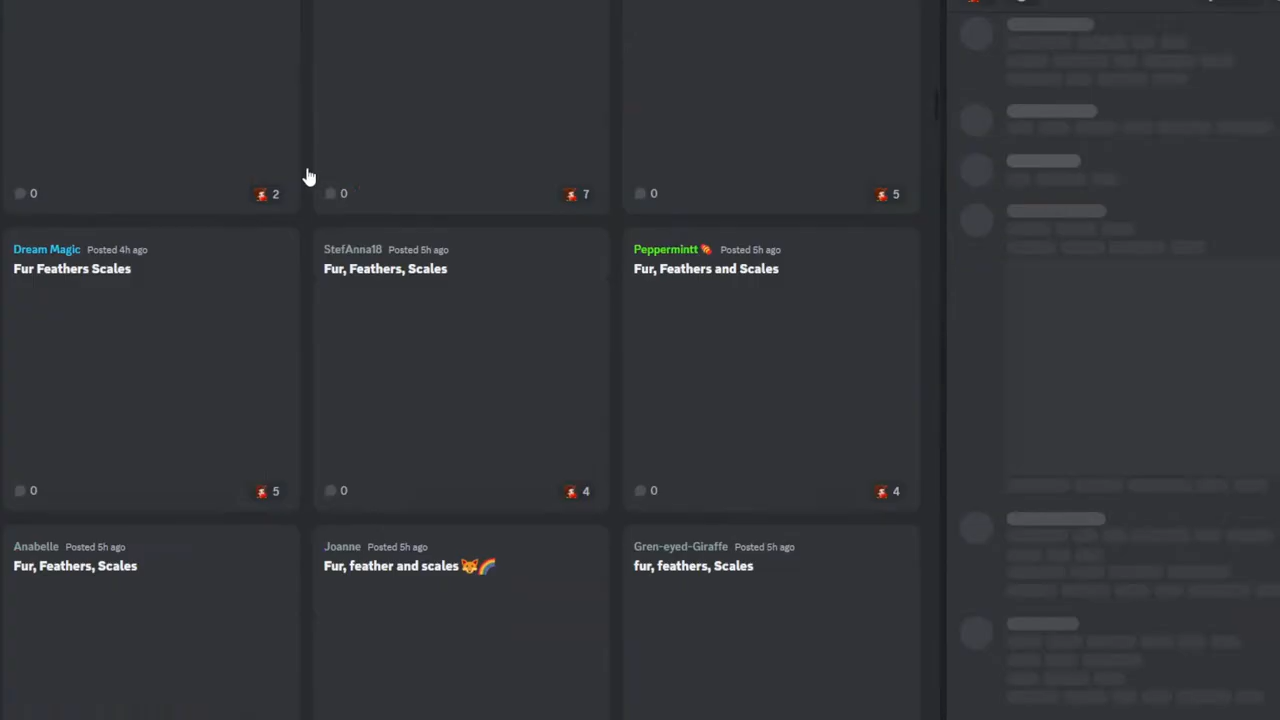 0 2 0 7 0 5
Dream Magic Posted 4h ago
Fur Feathers Scales
StefAnna18 Posted 5h ago
Fur, Feathers, Scales
Peppermintt Posted 5h ago
Fur, Feathers and Scales
0 5 0 4 0 4
Anabelle Posted 5h ago
Fur, Feathers, Scales
Joanne Posted 5h ago
Fur, feather and scales 🦊🌈
Gren-eyed-Giraffe Posted 5h ago
fur, feathers, Scales